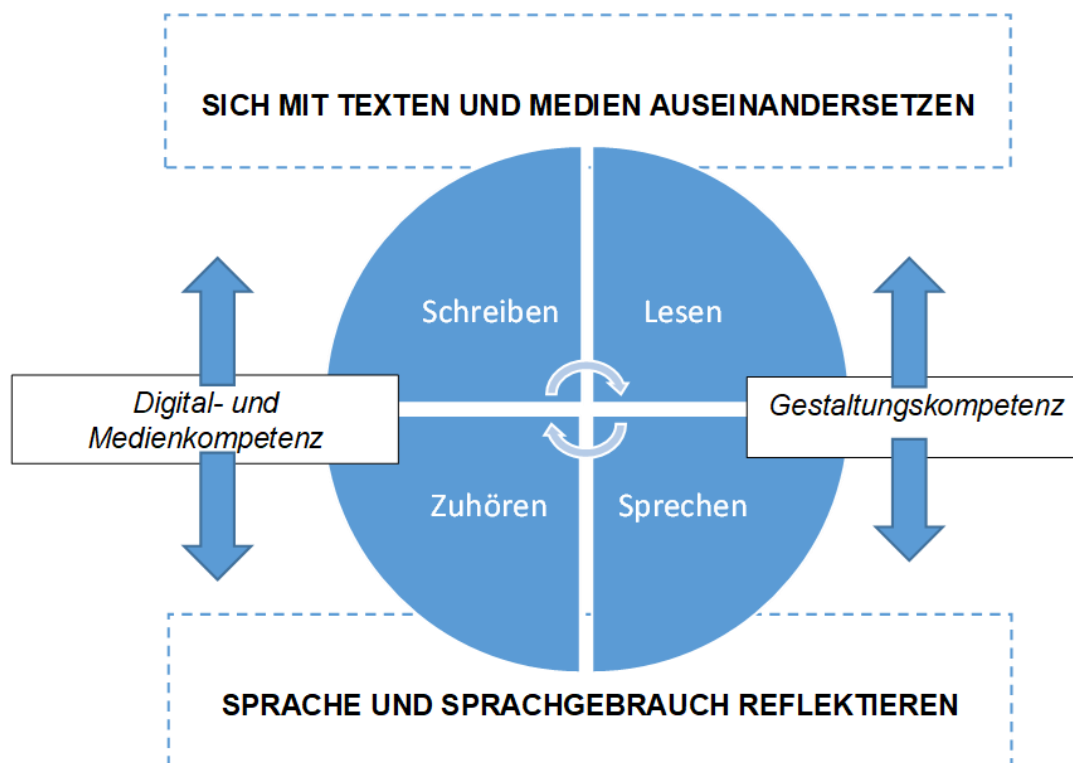 SICH MIT TEXTEN UND MEDIEN AUSEINANDERSETZEN
Schreiben
Lesen
Digital- und
Medienkompetenz
Gestaltungskompetenz
Zuhören
Sprechen
SPRACHE UND SPRACHGEBRAUCH REFLEKTIEREN